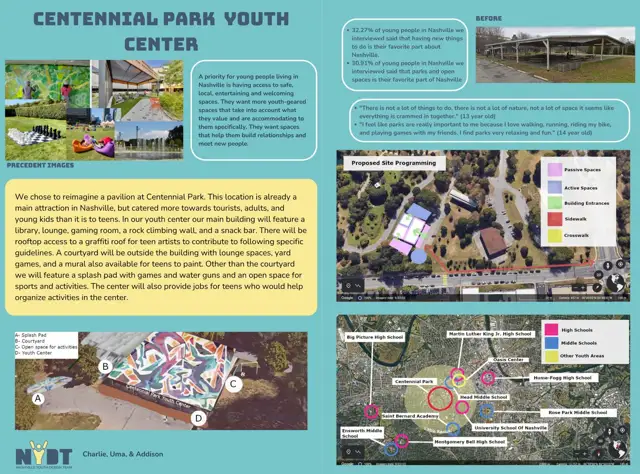 CENTENNIAL PARK YOUTH
CENTER
A priority for young people living in
Nashville is having access to safe,
local, entertaining and welcoming
spaces. They want more youth-geared
spaces that take into account what
they value and are accommodating to
them specifically. They want spaces
that help them build relationships and
meet new people.
PRECEDENT IMAGES
We chose to reimagine a pavilion at Centennial Park. This location is already a
main attraction in Nashville, but catered more towards tourists, adults, and
young kids than it is to teens. In our youth center our main building will feature a
library, lounge, gaming room, a rock climbing wall, and a snack bar. There will be
rooftop access to a graffiti roof for teen artists to contribute to following specific
guidelines. A courtyard will be outside the building with lounge spaces, yard
games, and a mural also available for teens to paint. Other than the courtyard
we will feature a splash pad with games and water guns and an open space for
sports and activities. The center will also provide jobs for teens who would help
organize activities in the center.
A- Splash Pad
B- Courtyard
C- Open space for activities
D- Youth Center
A
B
C
D
NYDT
Charlie, Uma, & Addison
• 32.27% of young people in Nashville we
interviewed said that having new things
to do is their favorite part about
Nashville.
• 30.91% of young people in Nashville we
interviewed said that parks and open
spaces is their favorite part of Nashville
BEFORE
• "There is not a lot of things to do, there is not a lot of nature, not a lot of space it seems like
everything is crammed in together." (13 year old)
• "I feel like parks are really important to me because I love walking, running, riding my bike,
and playing games with my friends. I find parks very relaxing and fun." (14 year old)
Proposed Site Programming
Passive Spaces
Active Spaces
Building Entrances
Sidewalk
Crosswalk
Google
High Schools
Middle Schools
Other Youth Areas
Martin Luther King Jr. High School
Big Picture High School
Oasis Center
Centennial Park
Hume-Fogg High School
Head Middle School
Saint Bernard Academy
Rose Park Middle School
University School Of Nashville
Ensworth Middle
School
Montgomery Bell High School
Google